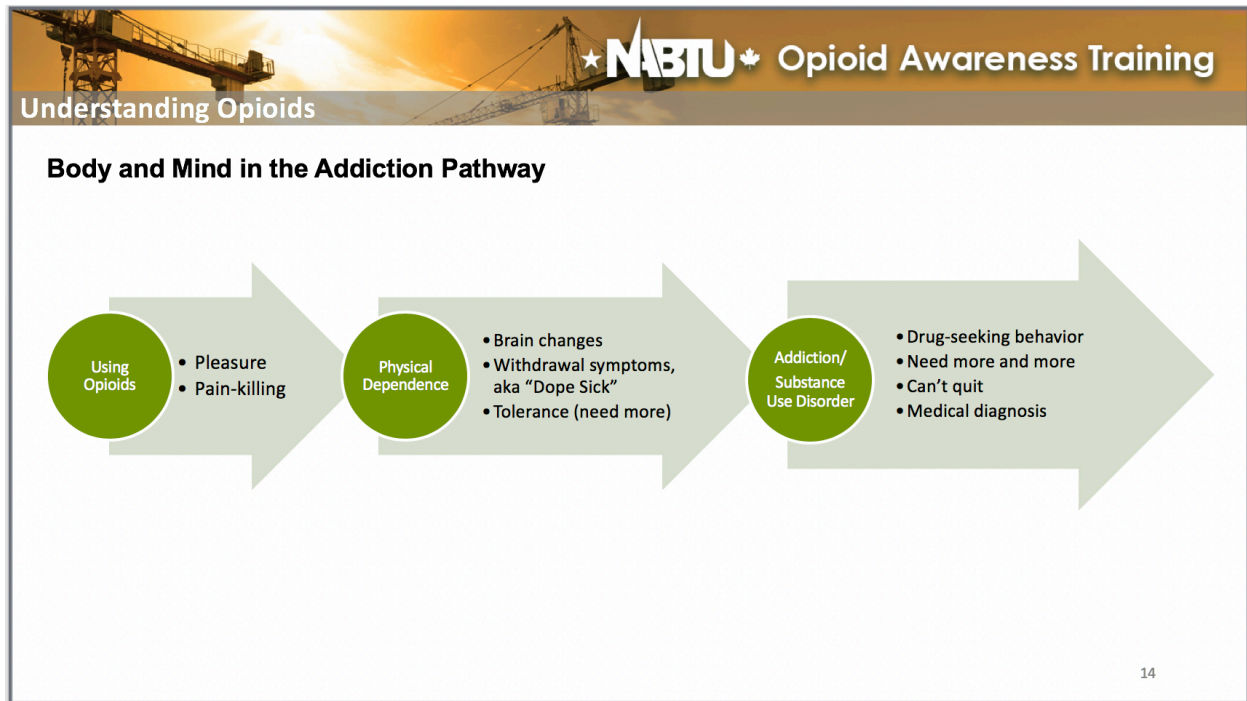 NABTU Opioid Awareness Training
Understanding Opioids
Body and Mind in the Addiction Pathway
Using
Opioids
• Pleasure
• Pain-killing
Physical
Dependence
• Brain changes
• Withdrawal symptoms,
aka “Dope Sick”
• Tolerance (need more)
Addiction/
Substance
Use Disorder
• Drug-seeking behavior
• Need more and more
• Can’t quit
• Medical diagnosis
14